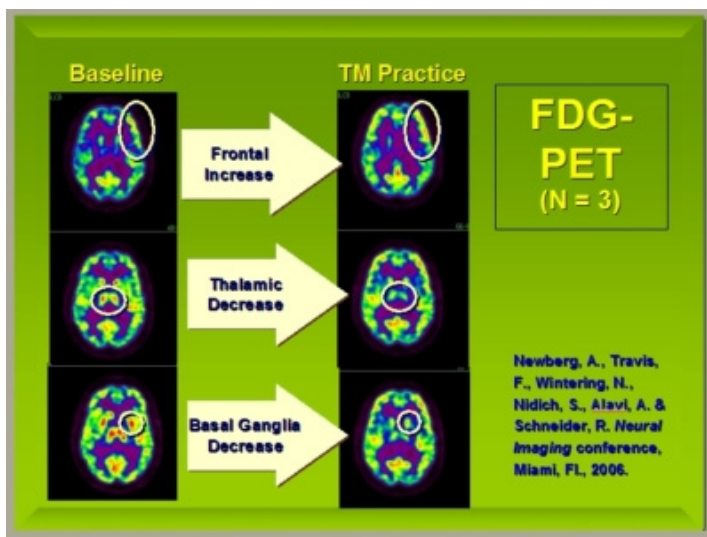 Baseline
TM Practice
FDG-
PET
(N = 3)
Frontal
Increase
Thalamic
Decrease
Basal Ganglia
Decrease
Newberg, A., Travis,
F., Wintering, N.,
Nidich, S., Alavi, A. &
Schneider, R. Neural
Imaging conference,
Miami, FL, 2006.